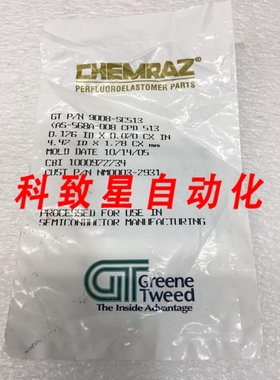 CHEMRAZ®
PERFLUOROELASTOMER PARTS
GT P/N 9008-SC513
(AS-568A-008 CPD 513
0.176 ID X 0.070 CX IN
4.47 ID X 1.78 CX mm
MOLD DATE 10/14/05
CBI 1000972734
CUST P/N NM0003-2931
科致星自动化
PROCESSED FOR USE IN
SEMICONDUCTOR MANUFACTURING
GT Greene
Tweed
The Inside Advantage